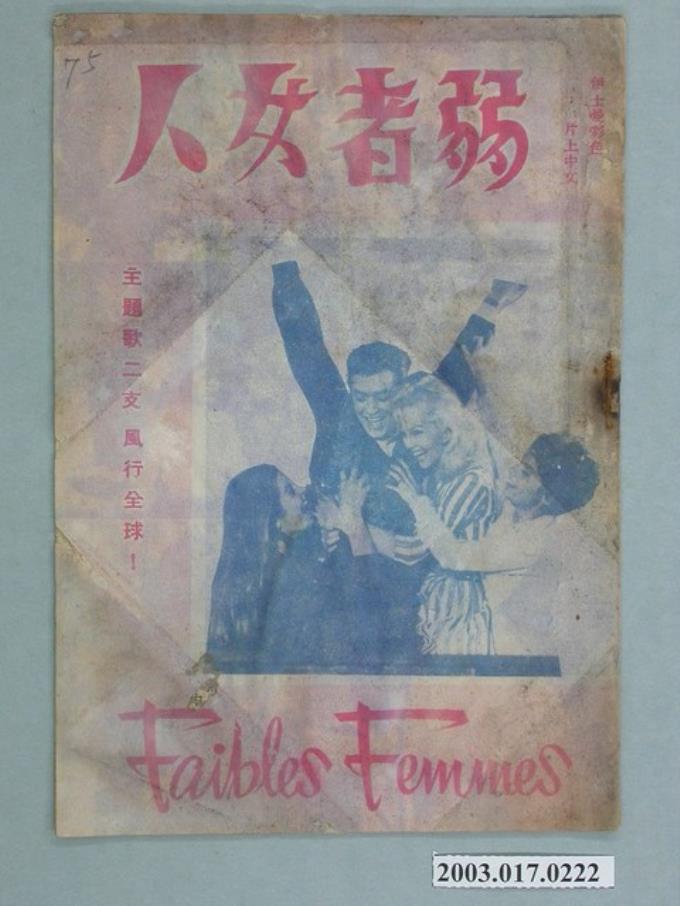 75
弱者女人
伊士曼彩色
片上中文
主題歌二支 風行全球！
Faibles Femmes
2003.017.0222